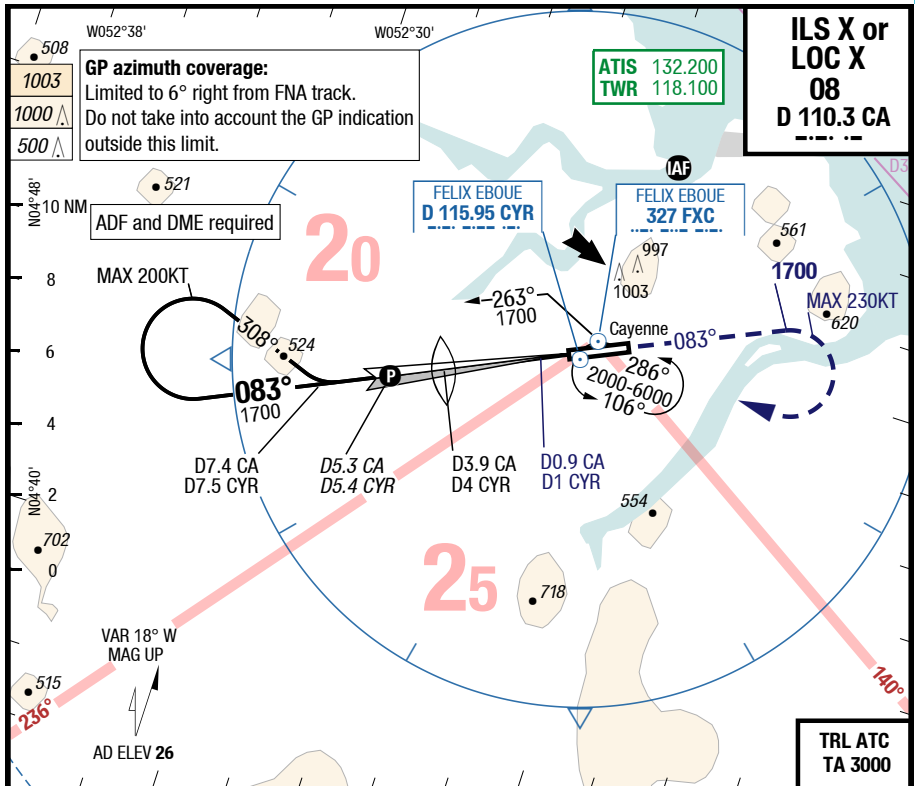 W052°38'
W052°30'
ILS X or
LOC X
08
D 110.3 CA
508
1003
1000
500
GP azimuth coverage:
Limited to 6° right from FNA track.
Do not take into account the GP indication
outside this limit.
ATIS 132.200
TWR 118.100
IAF
D3
N04°48'
521
10 NM
ADF and DME required
20
FELIX EBOUE
D 115.95 CYR
FELIX EBOUE
327 FXC
997
1003
561
1700
MAX 230KT
620
8
MAX 200KT
263°
1700
Cayenne
083°
308°
524
6
P
083°
1700
286°
2000-6000
106°
4
D7.4 CA
D7.5 CYR
D5.3 CA
D5.4 CYR
D3.9 CA
D4 CYR
D0.9 CA
D1 CYR
N04°40'
2
554
702
0
25
718
VAR 18° W
MAG UP
515
236°
140°
AD ELEV 26
TRL ATC
TA 3000